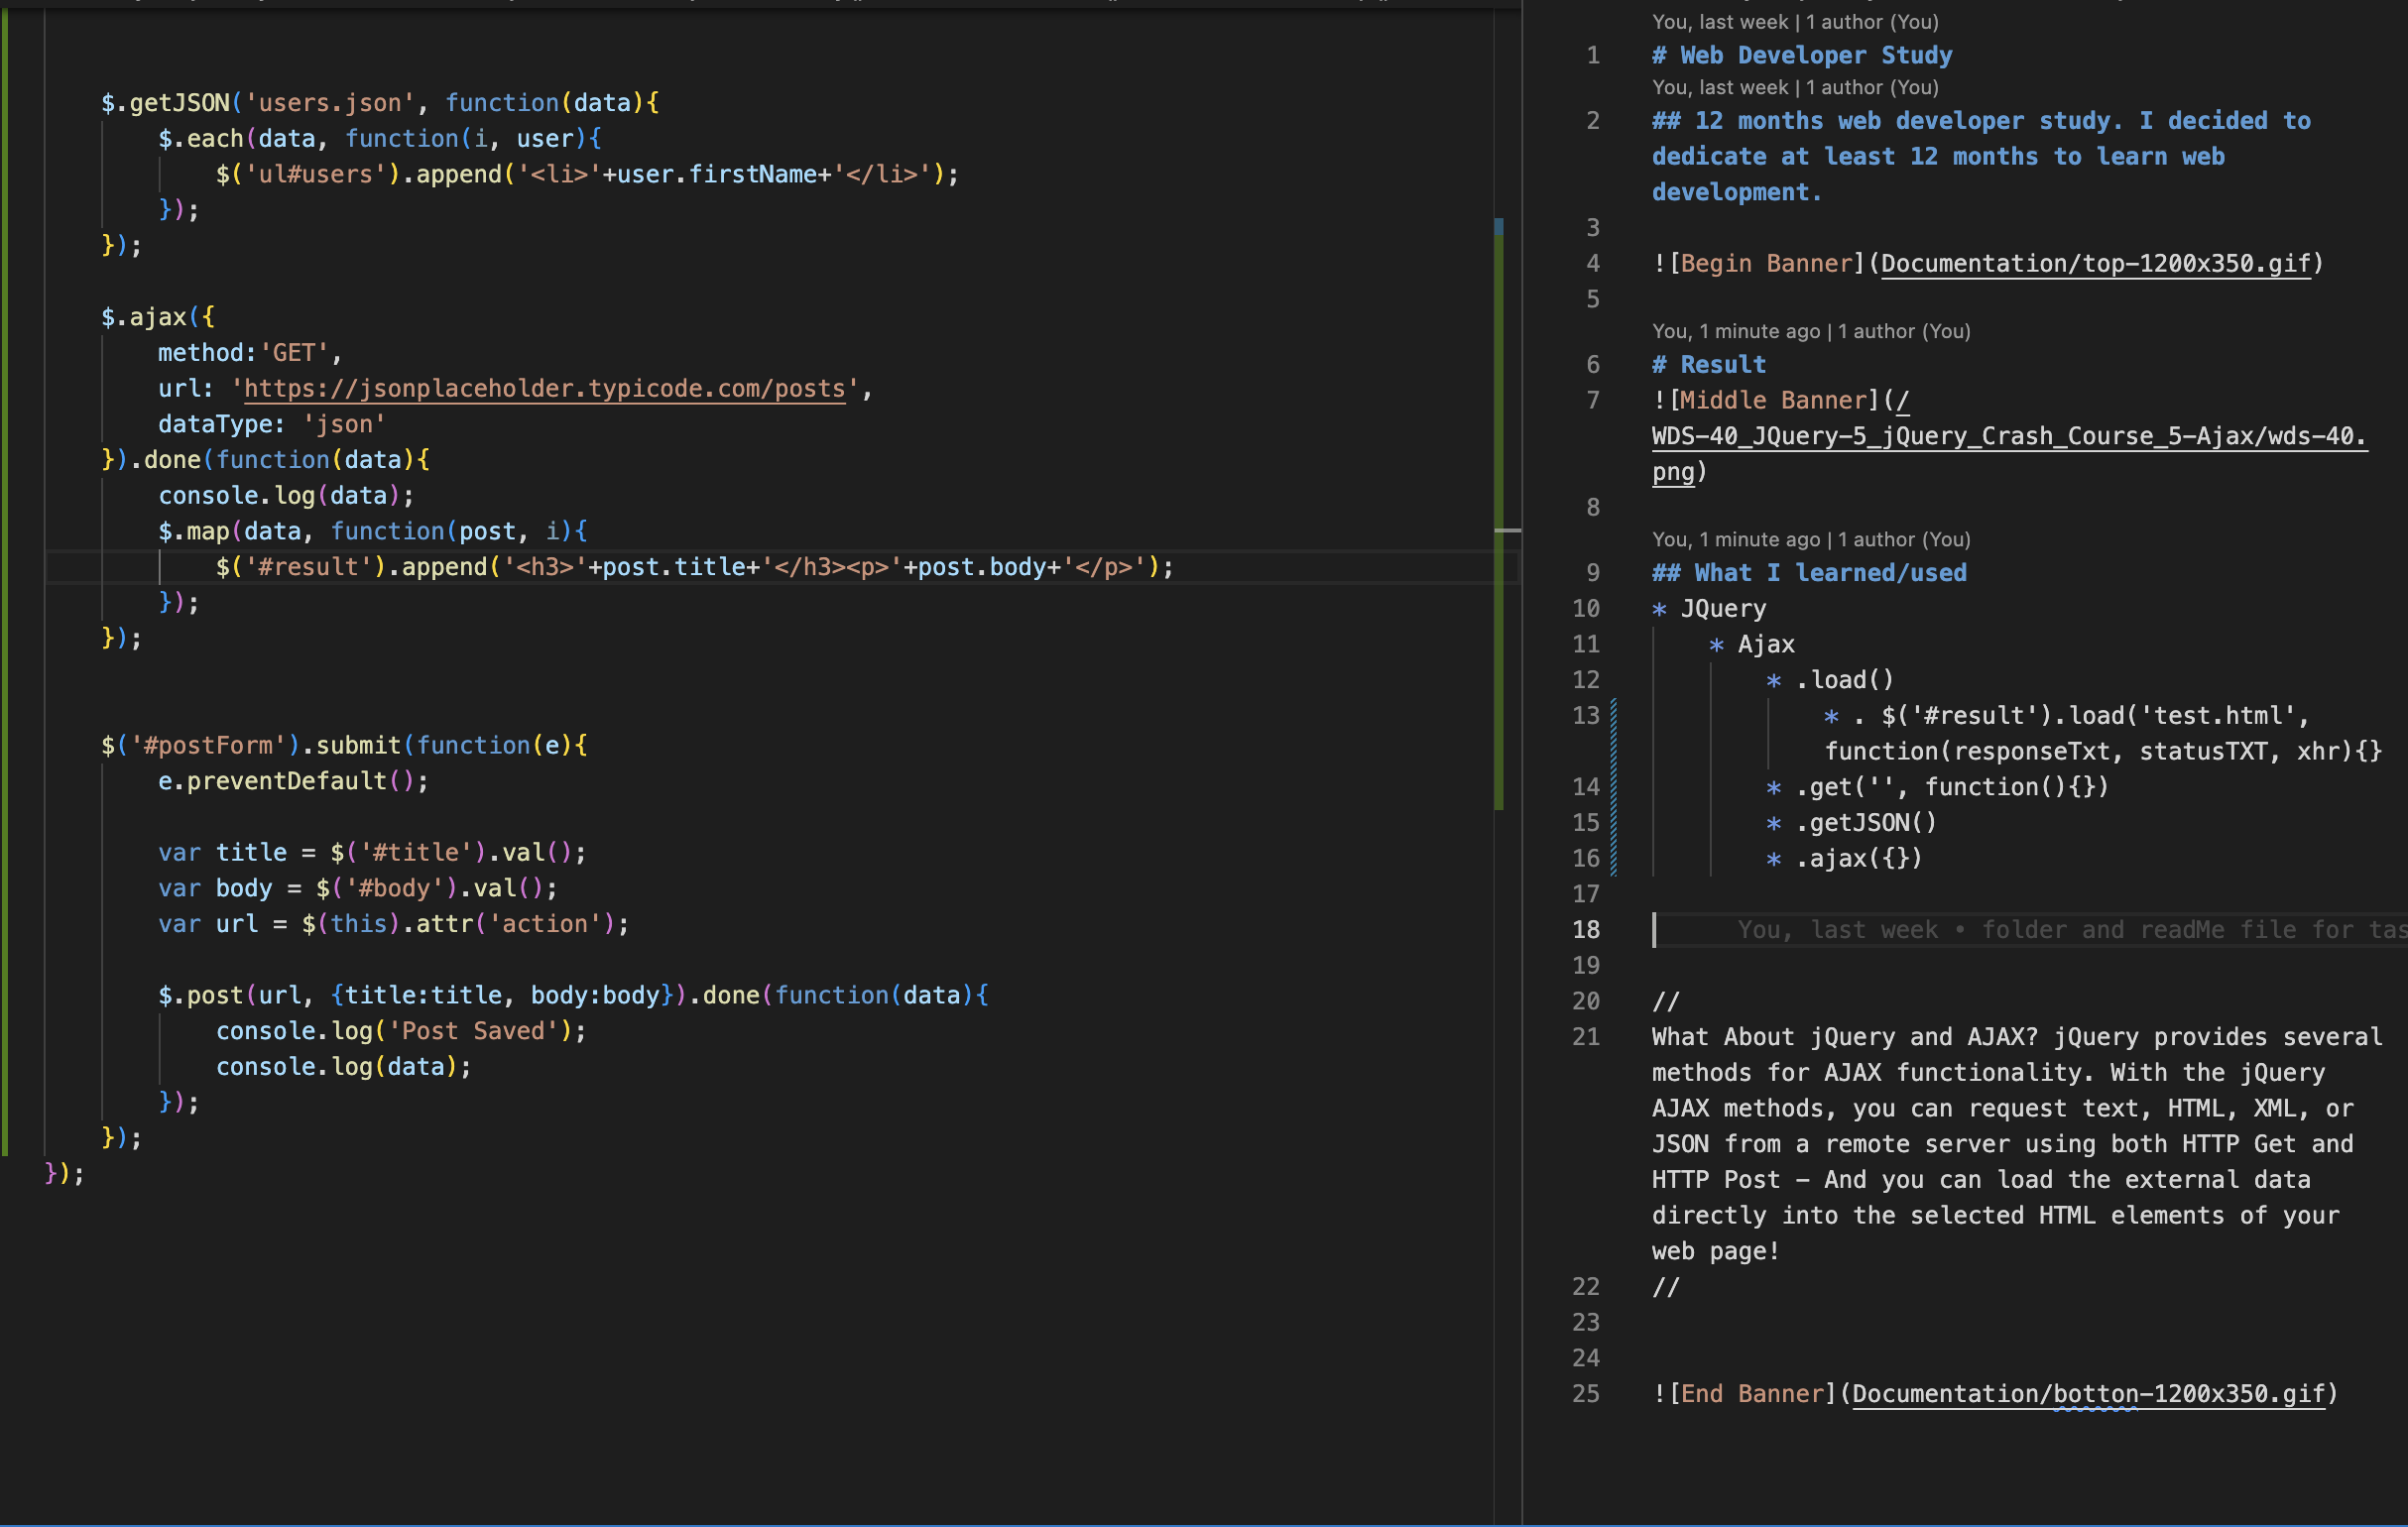 $.getJSON('users.json', function(data){
$.each(data, function(i, user){
$('ul#users').append('<li>'+user.firstName+'</li>');
});
});
$.ajax({
method:'GET',
url: 'https://jsonplaceholder.typicode.com/posts',
dataType: 'json'
}).done(function(data){
console.log(data);
$.map(data, function(post, i){
$('#result').append('<h3>'+post.title+'</h3><p>'+post.body+'</p>');
});
});
$('#postForm').submit(function(e){
e.preventDefault();
var title = $('#title').val();
var body = $('#body').val();
var url = $(this).attr('action');
$.post(url, {title:title, body:body}).done(function(data){
console.log('Post Saved');
console.log(data);
});
});
});
You, last week | 1 author (You)
1 # Web Developer Study
You, last week | 1 author (You)
2 ## 12 months web developer study. I decided to
dedicate at least 12 months to learn web
development.
3
4 ![Begin Banner](Documentation/top-1200x350.gif)
5
You, 1 minute ago | 1 author (You)
6 # Result
7 ![Middle Banner](/
WDS-40_JQuery-5_jQuery_Crash_Course_5-Ajax/wds-40.
png)
8
You, 1 minute ago | 1 author (You)
9 ## What I learned/used
10 * JQuery
11 * Ajax
12 * .load()
13 * . $('#result').load('test.html',
function(responseTxt, statusTXT, xhr){}
14 * .get('', function(){})
15 * .getJSON()
16 * .ajax({})
17
18 You, last week • folder and readMe file for tas
19
20 //
21 What About jQuery and AJAX? jQuery provides several
methods for AJAX functionality. With the jQuery
AJAX methods, you can request text, HTML, XML, or
JSON from a remote server using both HTTP Get and
HTTP Post – And you can load the external data
directly into the selected HTML elements of your
web page!
22 //
23
24
25 ![End Banner](Documentation/botton-1200x350.gif)